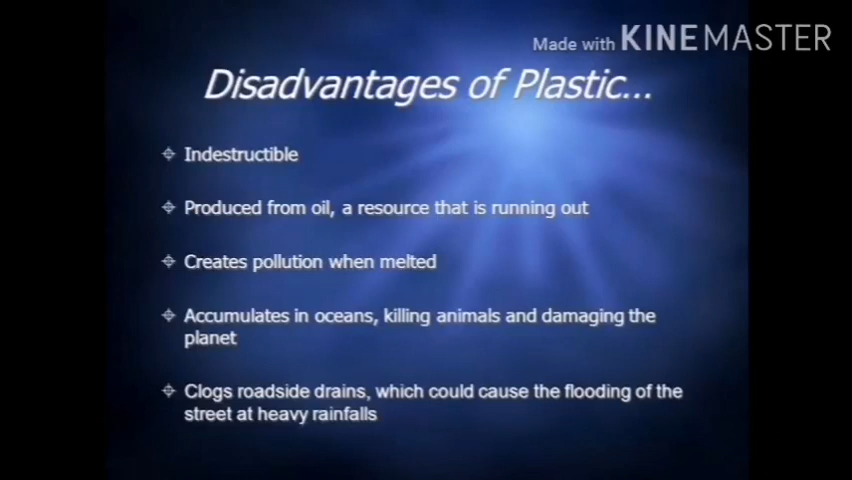 Made with KINEMASTER
Disadvantages of Plastic...
Indestructible
Produced from oil, a resource that is running out
Creates pollution when melted
Accumulates in oceans, killing animals and damaging the
planet
Clogs roadside drains, which could cause the flooding of the
street at heavy rainfalls